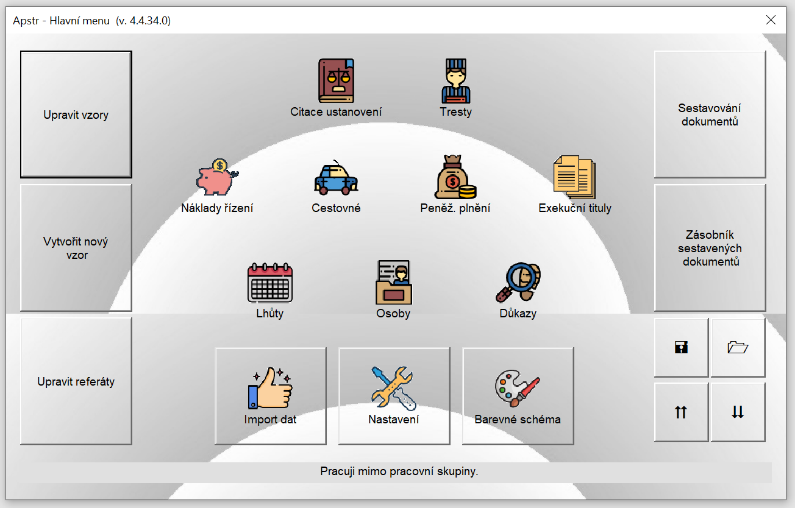 Apstr - Hlavní menu (v. 4.4.34.0)
Upravit vzory
Citace ustanovení
Tresty
Sestavování
dokumentů
Náklady řízení
Cestovné
Peněž. plnění
Exekuční tituly
Vytvořit nový
vzor
Zásobník
sestavených
dokumentů
Lhůty
Osoby
Důkazy
Upravit referáty
Import dat
Nastavení
Barevné schéma
Pracuji mimo pracovní skupiny.